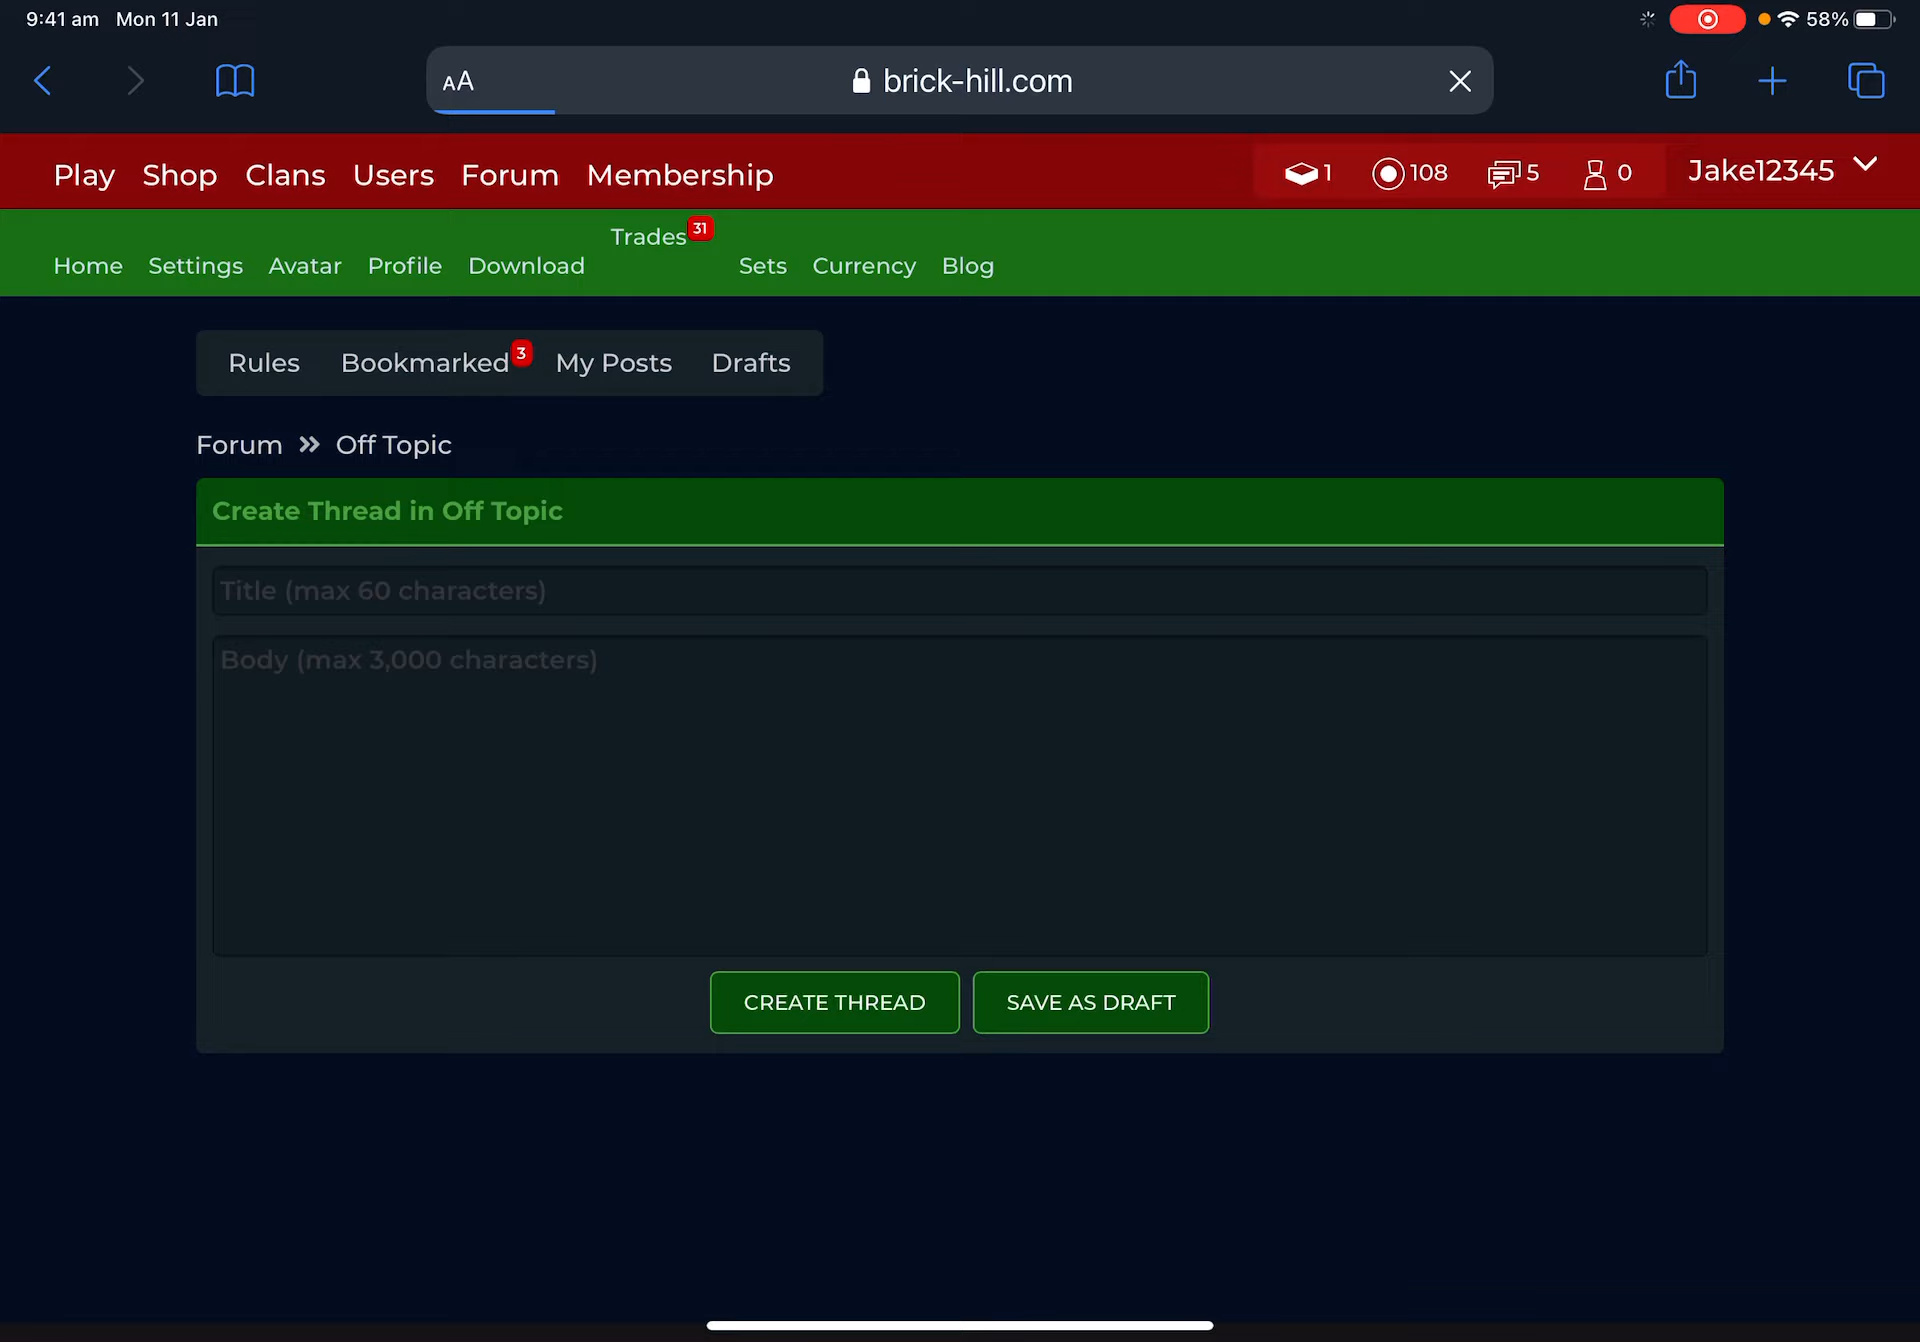 9:41 am Mon 11 Jan 58%
AA brick-hill.com
Play Shop Clans Users Forum Membership 1 108 5 0 Jake12345
Trades 31
Home Settings Avatar Profile Download Sets Currency Blog
Rules Bookmarked 3 My Posts Drafts
Forum » Off Topic
Create Thread in Off Topic
Title (max 60 characters)
Body (max 3,000 characters)
CREATE THREAD SAVE AS DRAFT